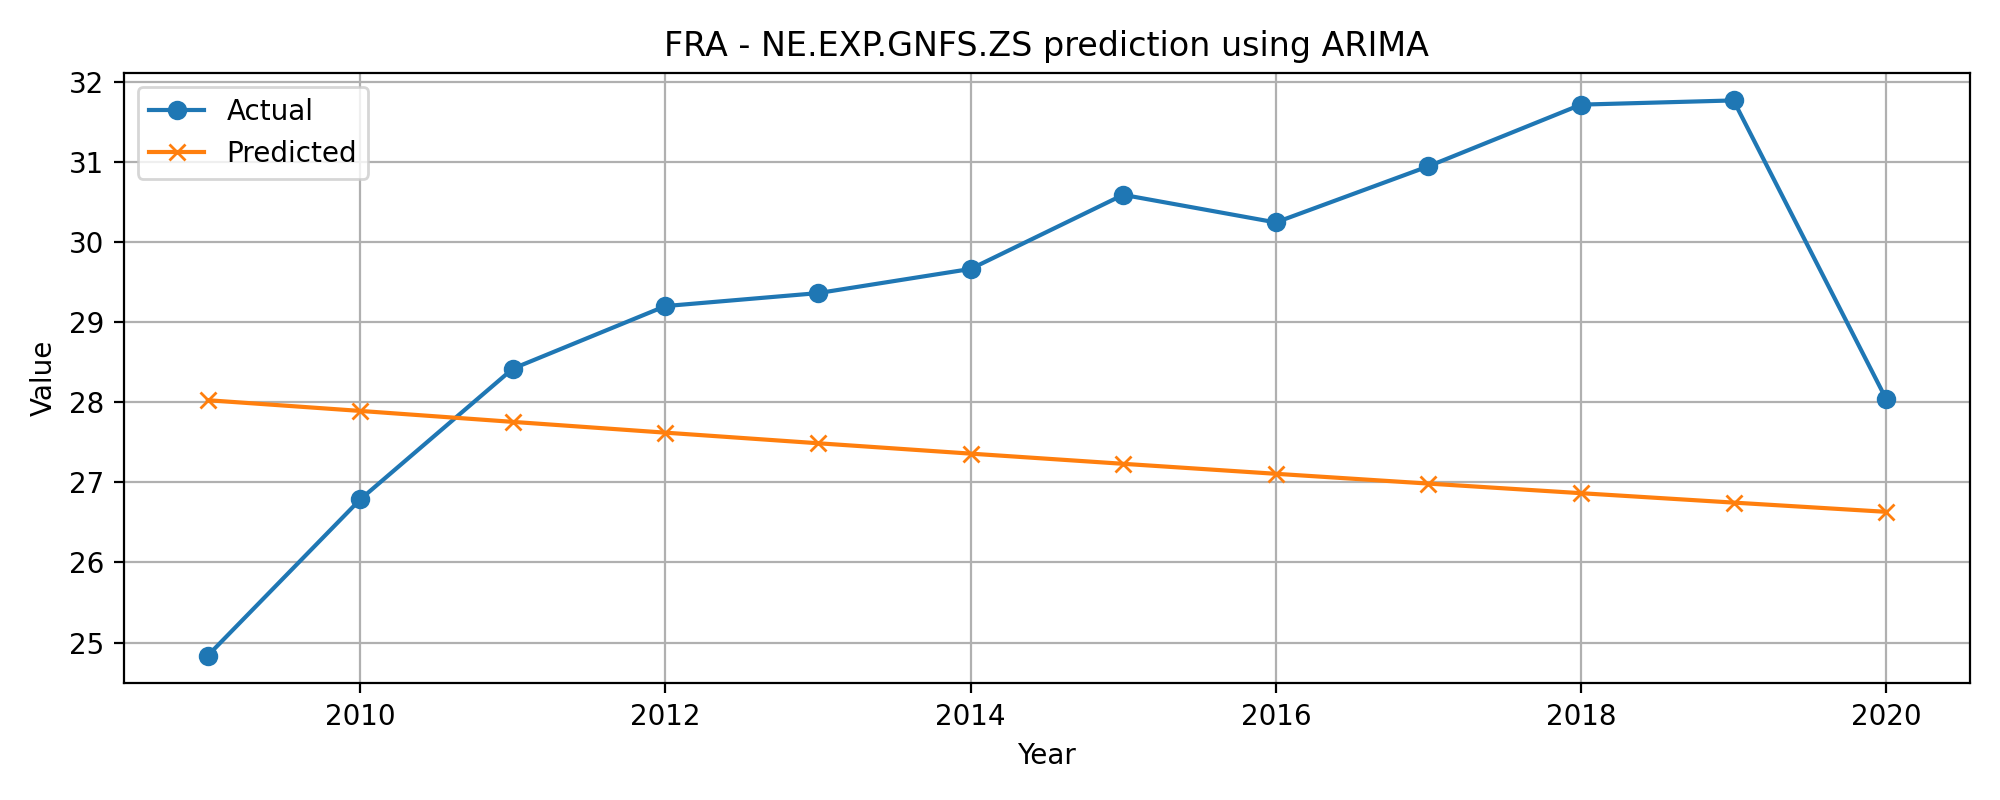 FRA - NE.EXP.GNFS.ZS prediction using ARIMA
Actual
Predicted
32
31
30
29
28
27
26
25
Value
2010 2012 2014 2016 2018 2020
Year